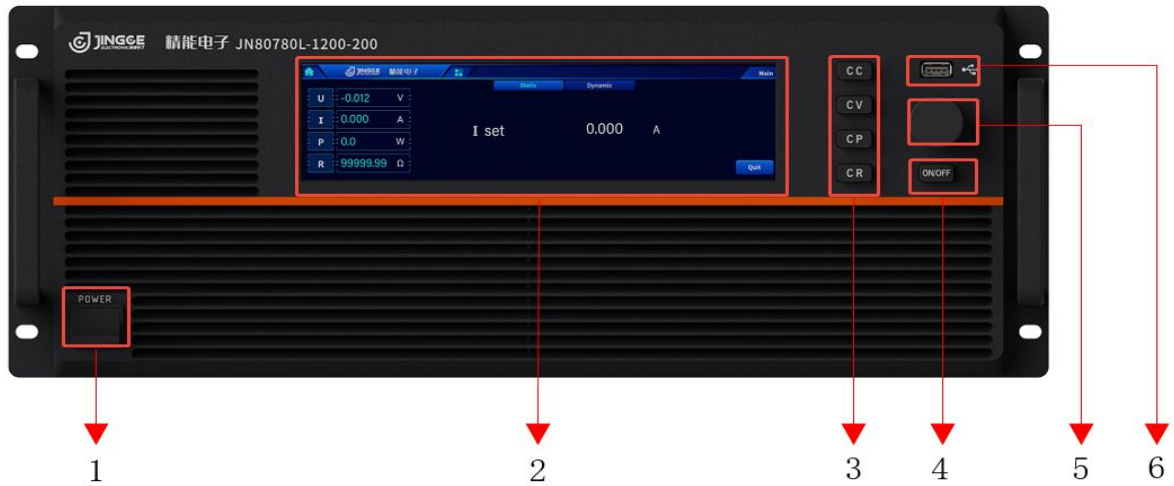 JINGGE 精能电子 JN80780L-1200-200
JINGGE 精能电子 Main
Static Dynamic
U -0.012 V
I 0.000 A
P 0.0 W
R 99999.99 Ω
I set 0.000 A
Quit
CC
CV
CP
CR
ON/OFF
POWER
1 2 3 4 5 6